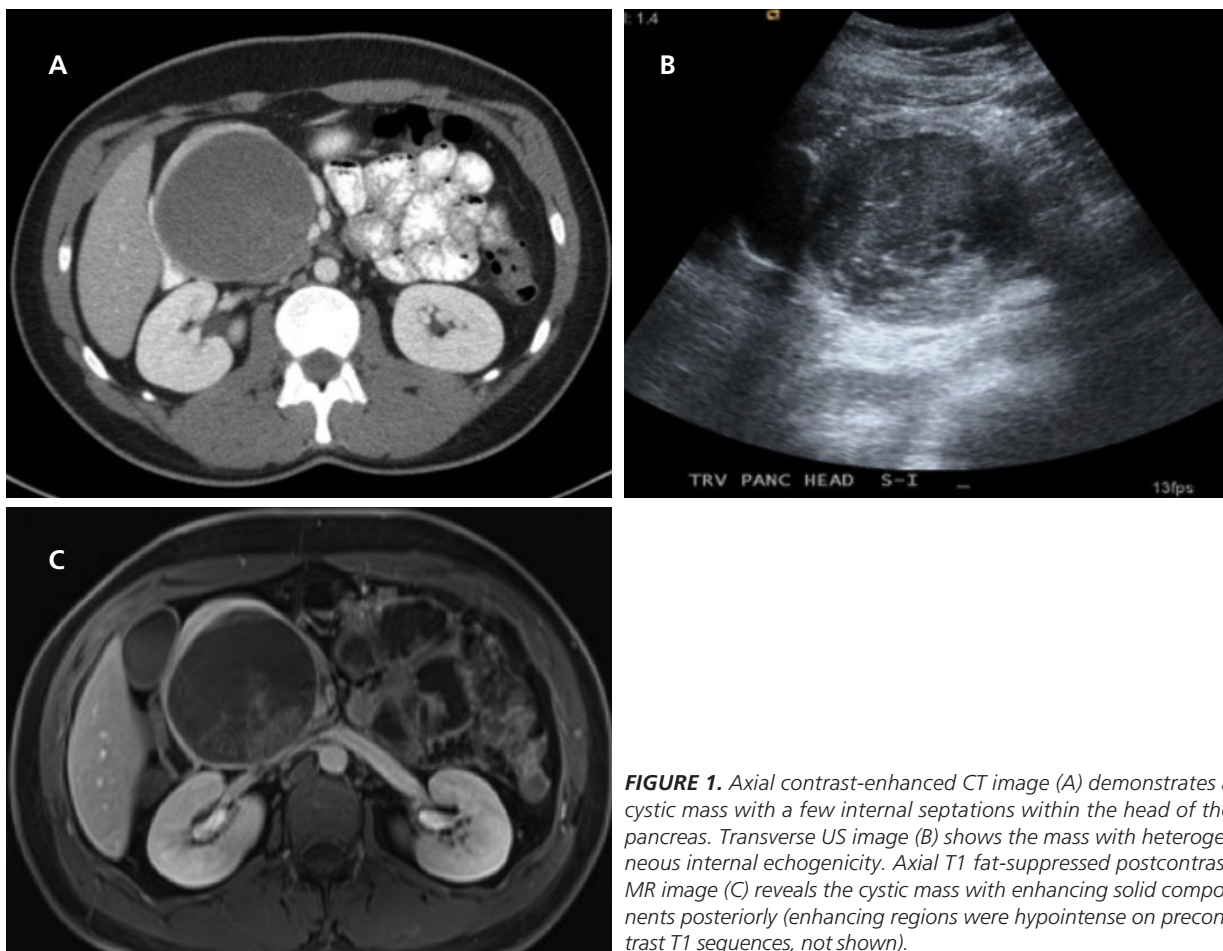 A
I: 1.4
B
TRV PANC HEAD S-I
13fps
C
FIGURE 1. Axial contrast-enhanced CT image (A) demonstrates
cystic mass with a few internal septations within the head of the
pancreas. Transverse US image (B) shows the mass with heteroge-
neous internal echogenicity. Axial T1 fat-suppressed postcontras
MR image (C) reveals the cystic mass with enhancing solid compo-
nents posteriorly (enhancing regions were hypointense on precon-
trast T1 sequences, not shown).